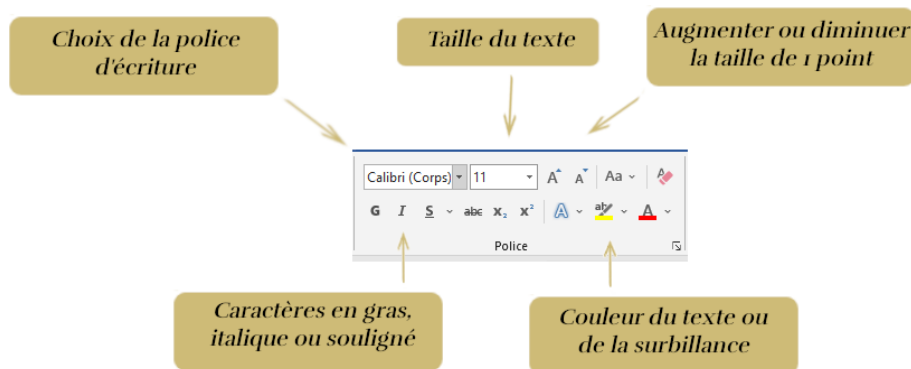 Choix de la police
d'écriture
Taille du texte
Augmenter ou diminuer
la taille de 1 point
Calibri (Corps) 11 A A Aa A
G I S abc x₂ x² A ab A
Police
Caractères en gras,
italique ou souligné
Couleur du texte ou
de la surbillance